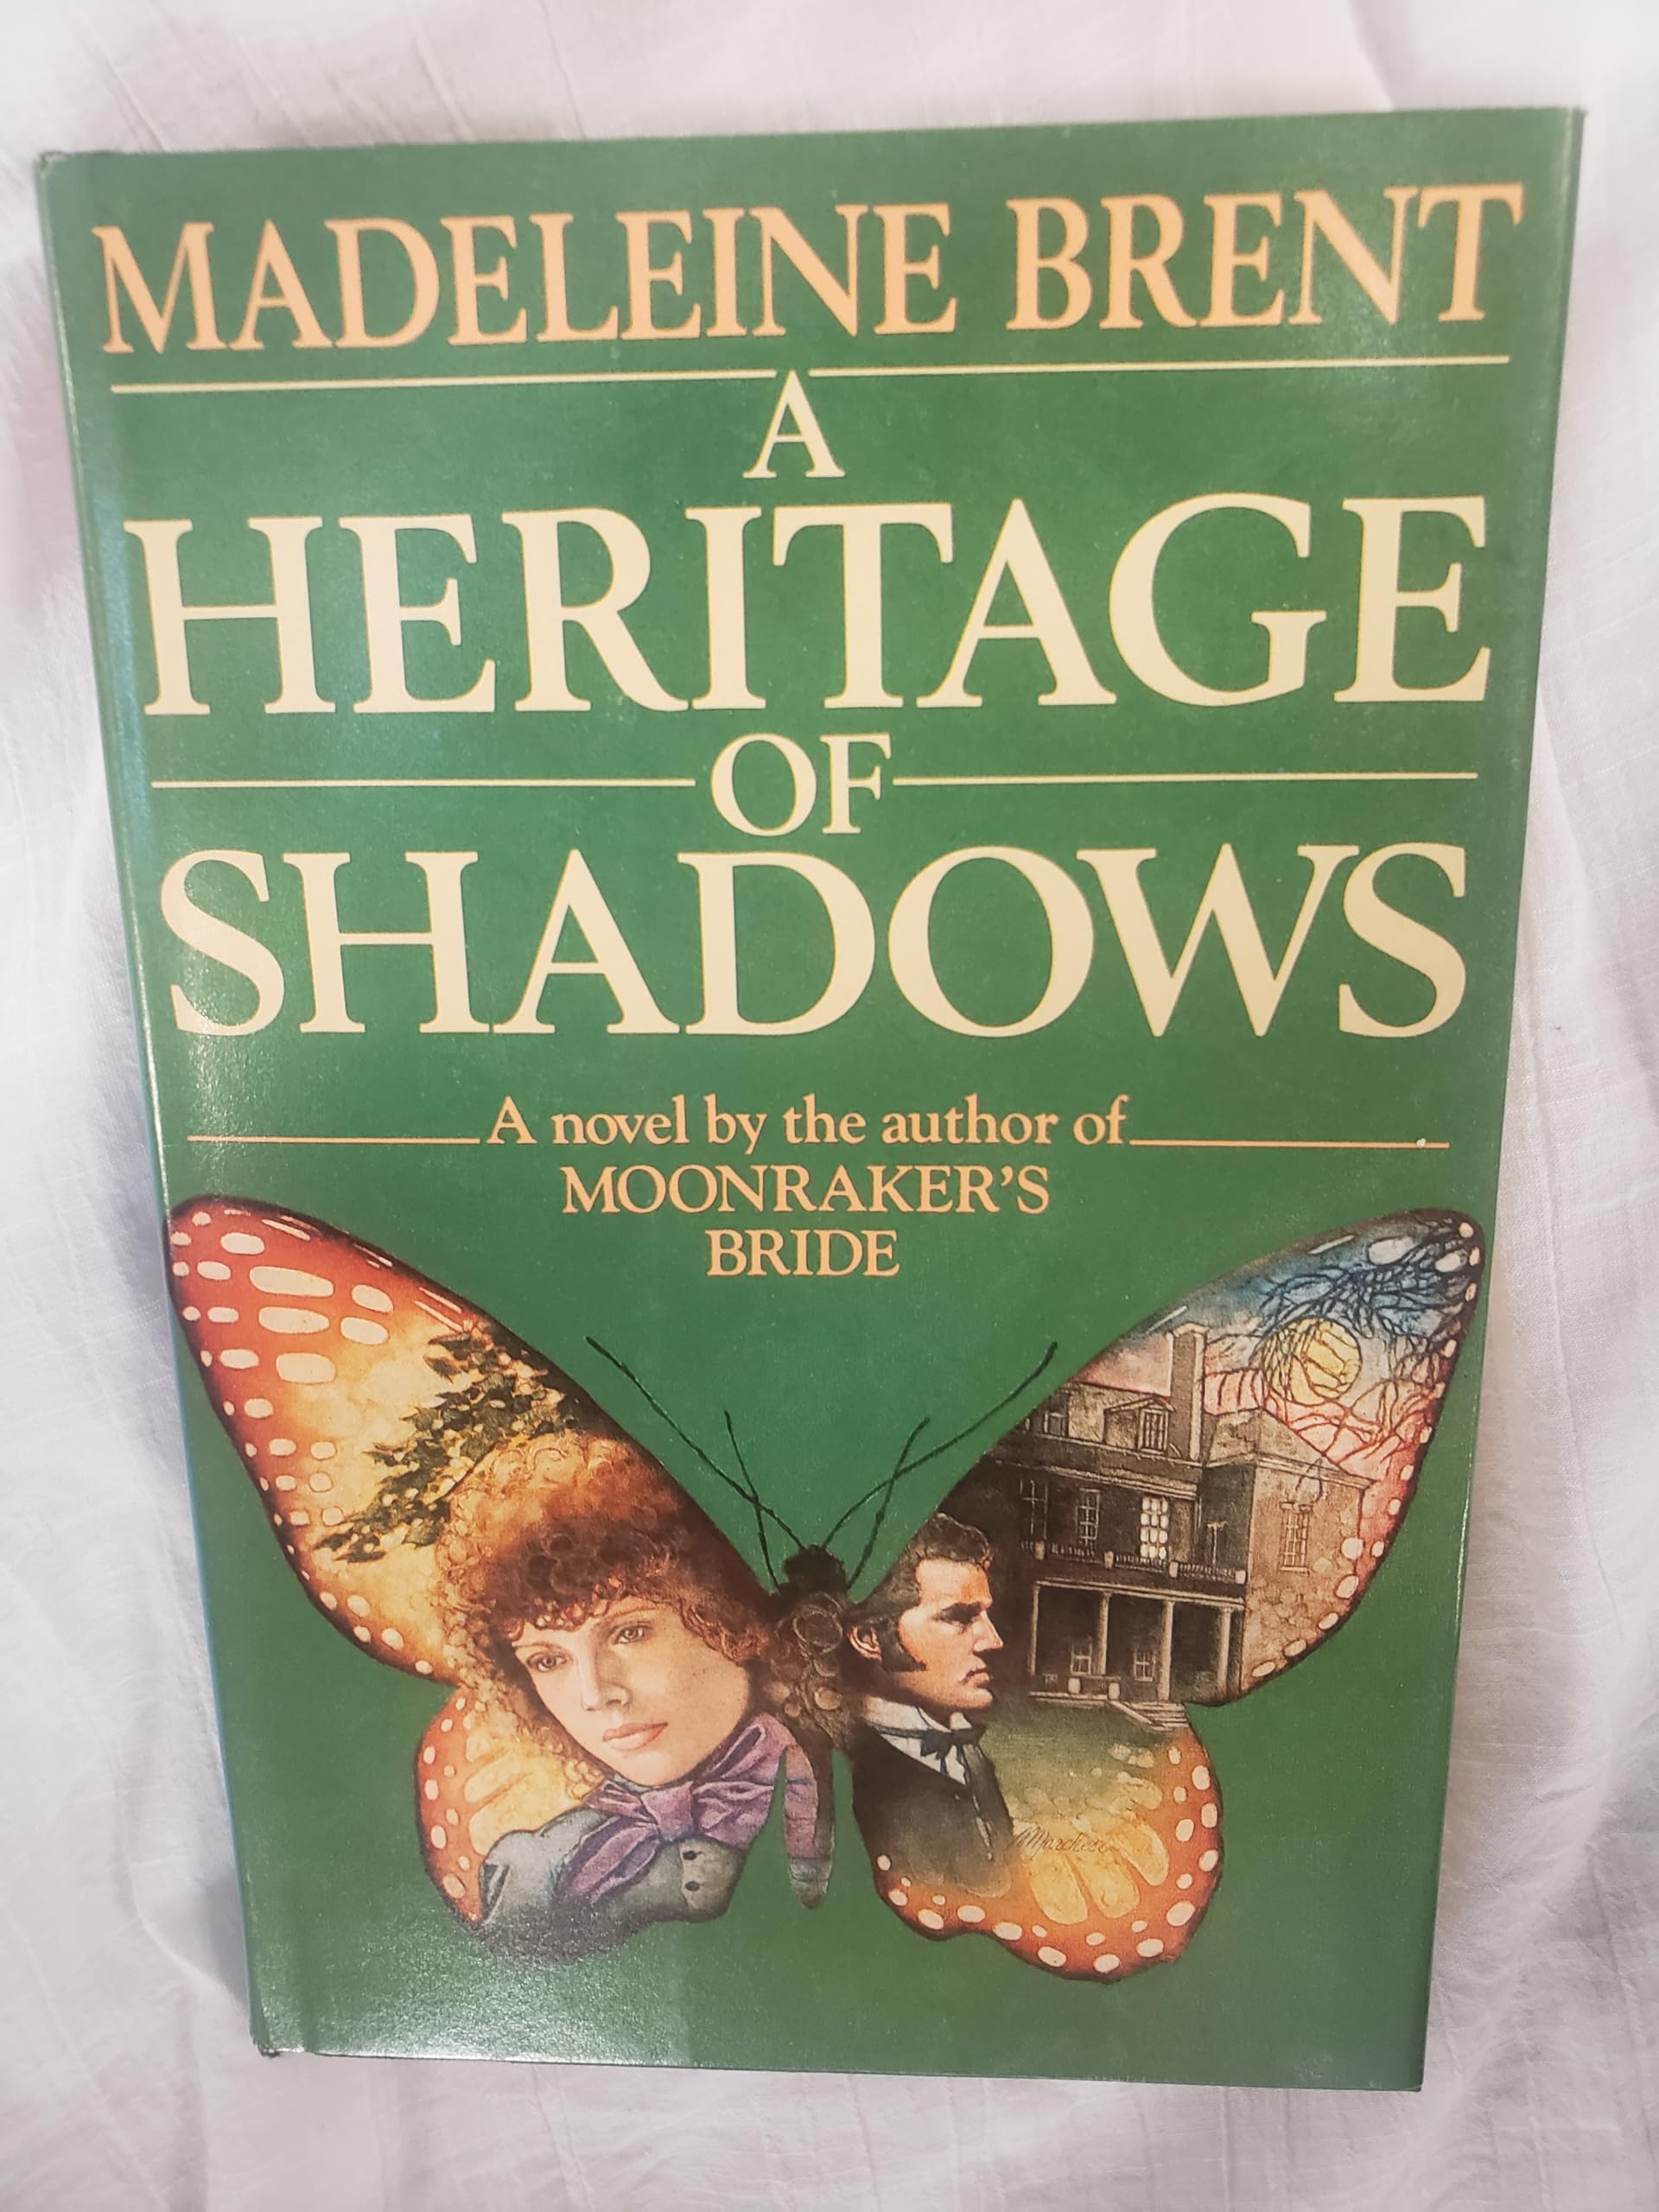 MADELEINE BRENT
A
HERITAGE
OF
SHADOWS
A novel by the author of
MOONRAKER'S
BRIDE